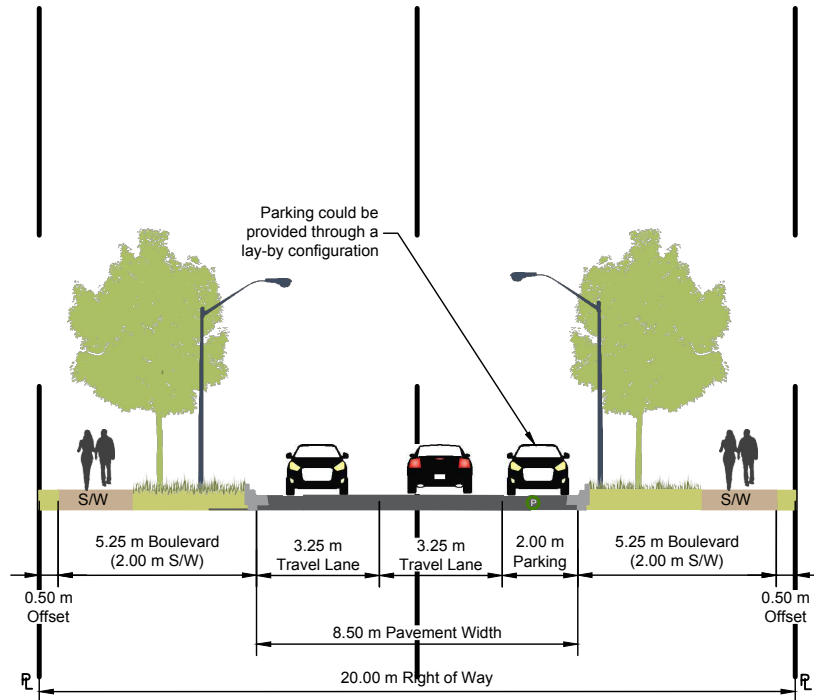 Parking could be
provided through a
lay-by configuration
S/W
P
S/W
5.25 m Boulevard
(2.00 m S/W)
3.25 m
Travel Lane
3.25 m
Travel Lane
2.00 m
Parking
5.25 m Boulevard
(2.00 m S/W)
0.50 m
Offset
0.50 m
Offset
8.50 m Pavement Width
20.00 m Right of Way
PL
PL